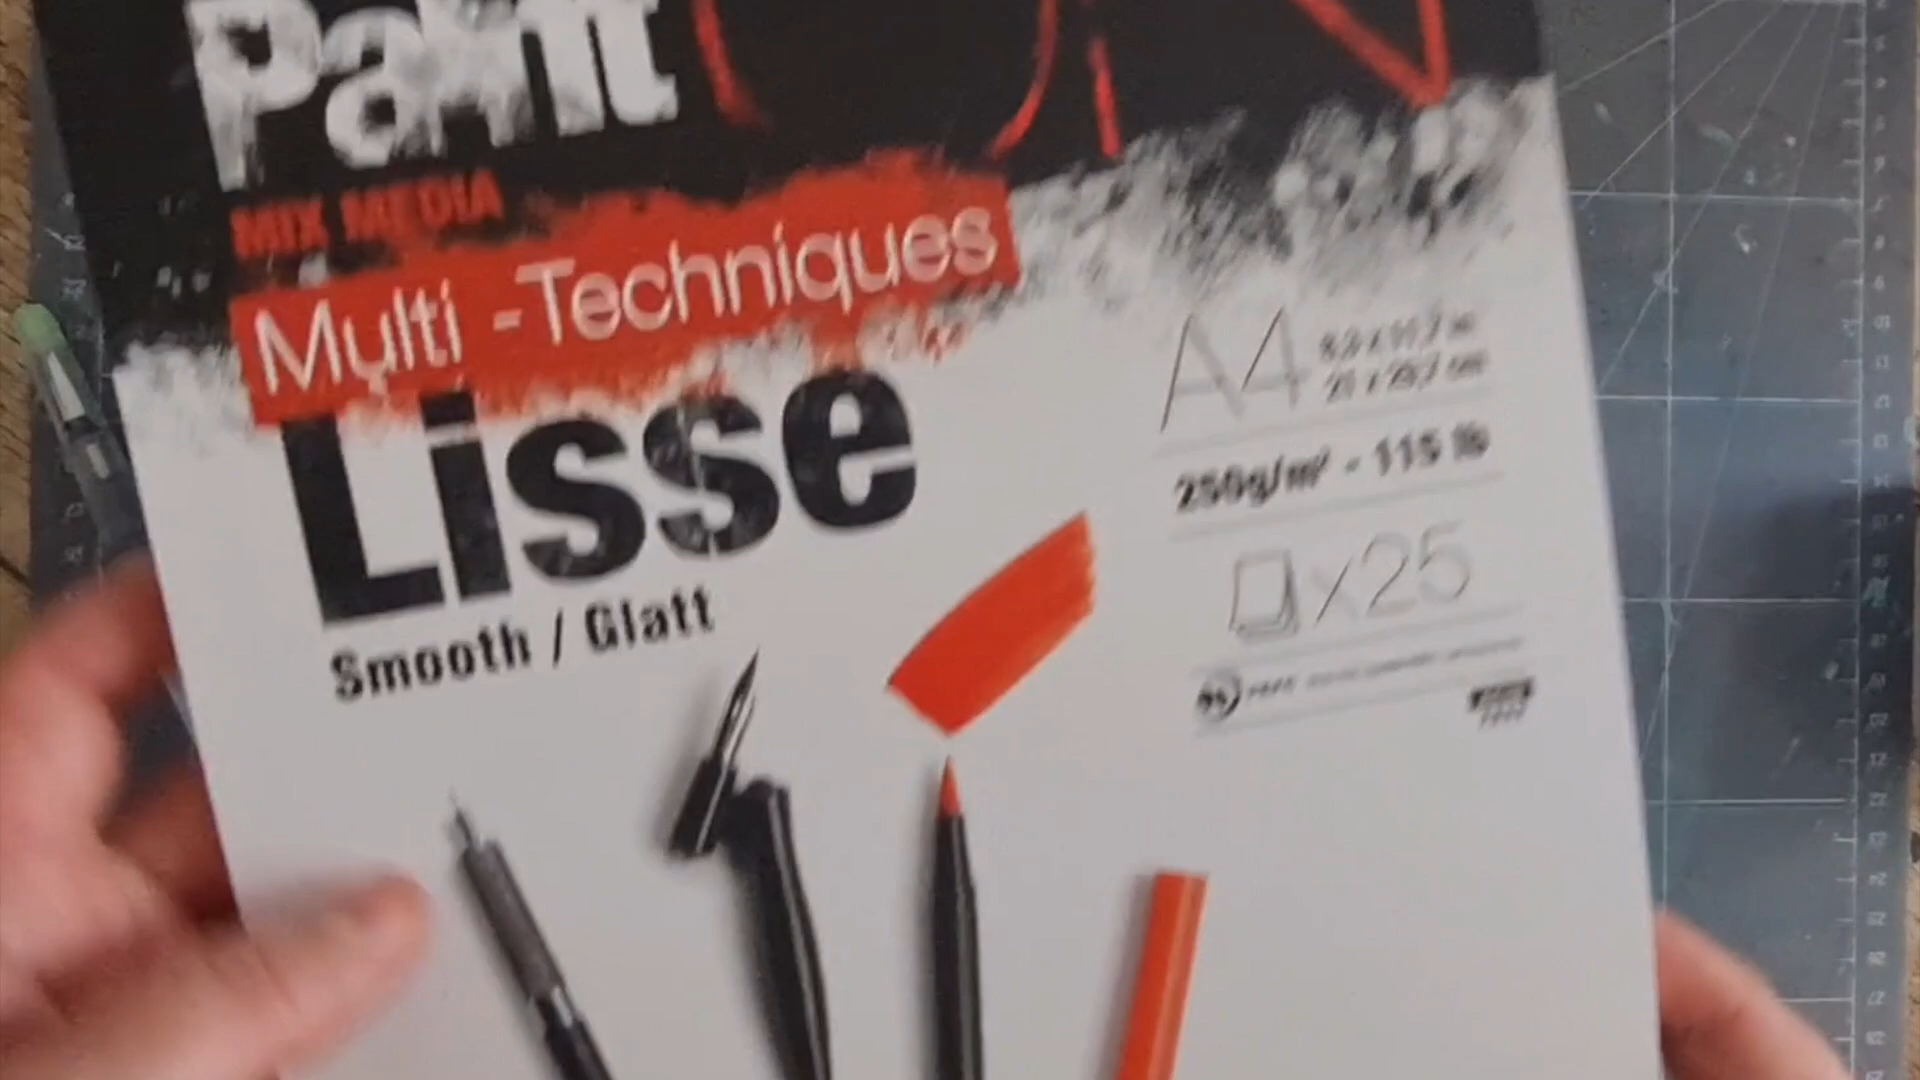 Paint
MIX MEDIA
Multi - Techniques
Lisse
Smooth / Glatt
A4
250g/m² - 115 lb
x25